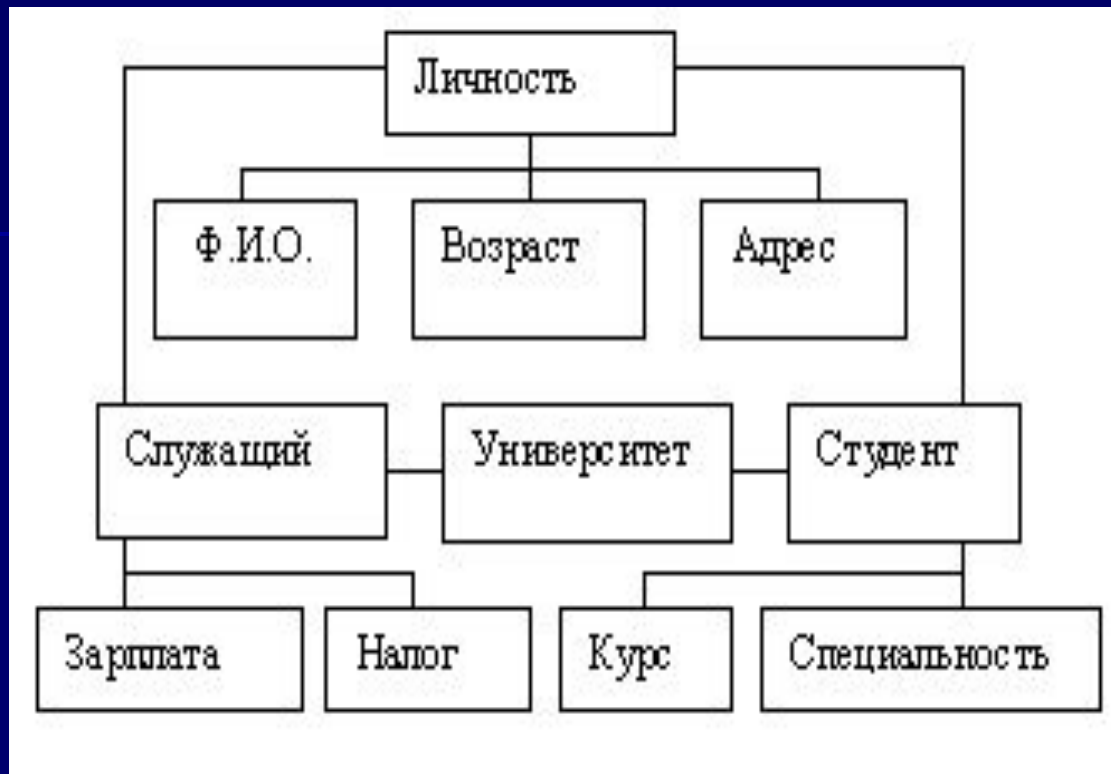 Личность
Ф.И.О.
Возраст
Адрес
Служащий
Университет
Студент
Зарплата
Налог
Курс
Специальность